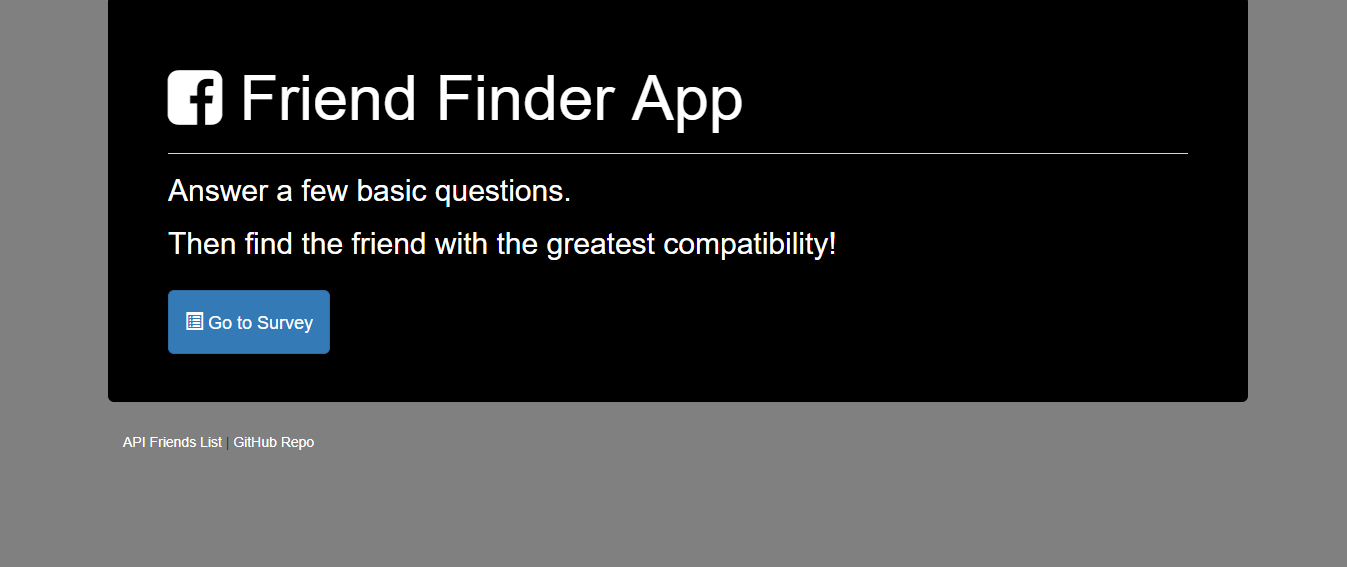 Friend Finder App
Answer a few basic questions.
Then find the friend with the greatest compatibility!
Go to Survey
API Friends List | GitHub Repo